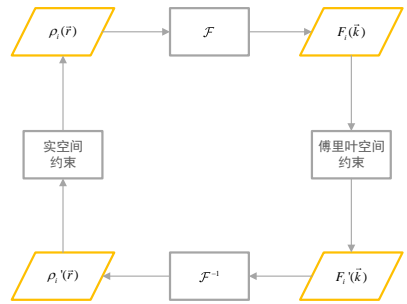 ρᵢ(r⃗)
ℱ
Fᵢ(k⃗)
实空间
约束
傅里叶空间
约束
ρᵢ'(r⃗)
ℱ⁻¹
Fᵢ'(k⃗)